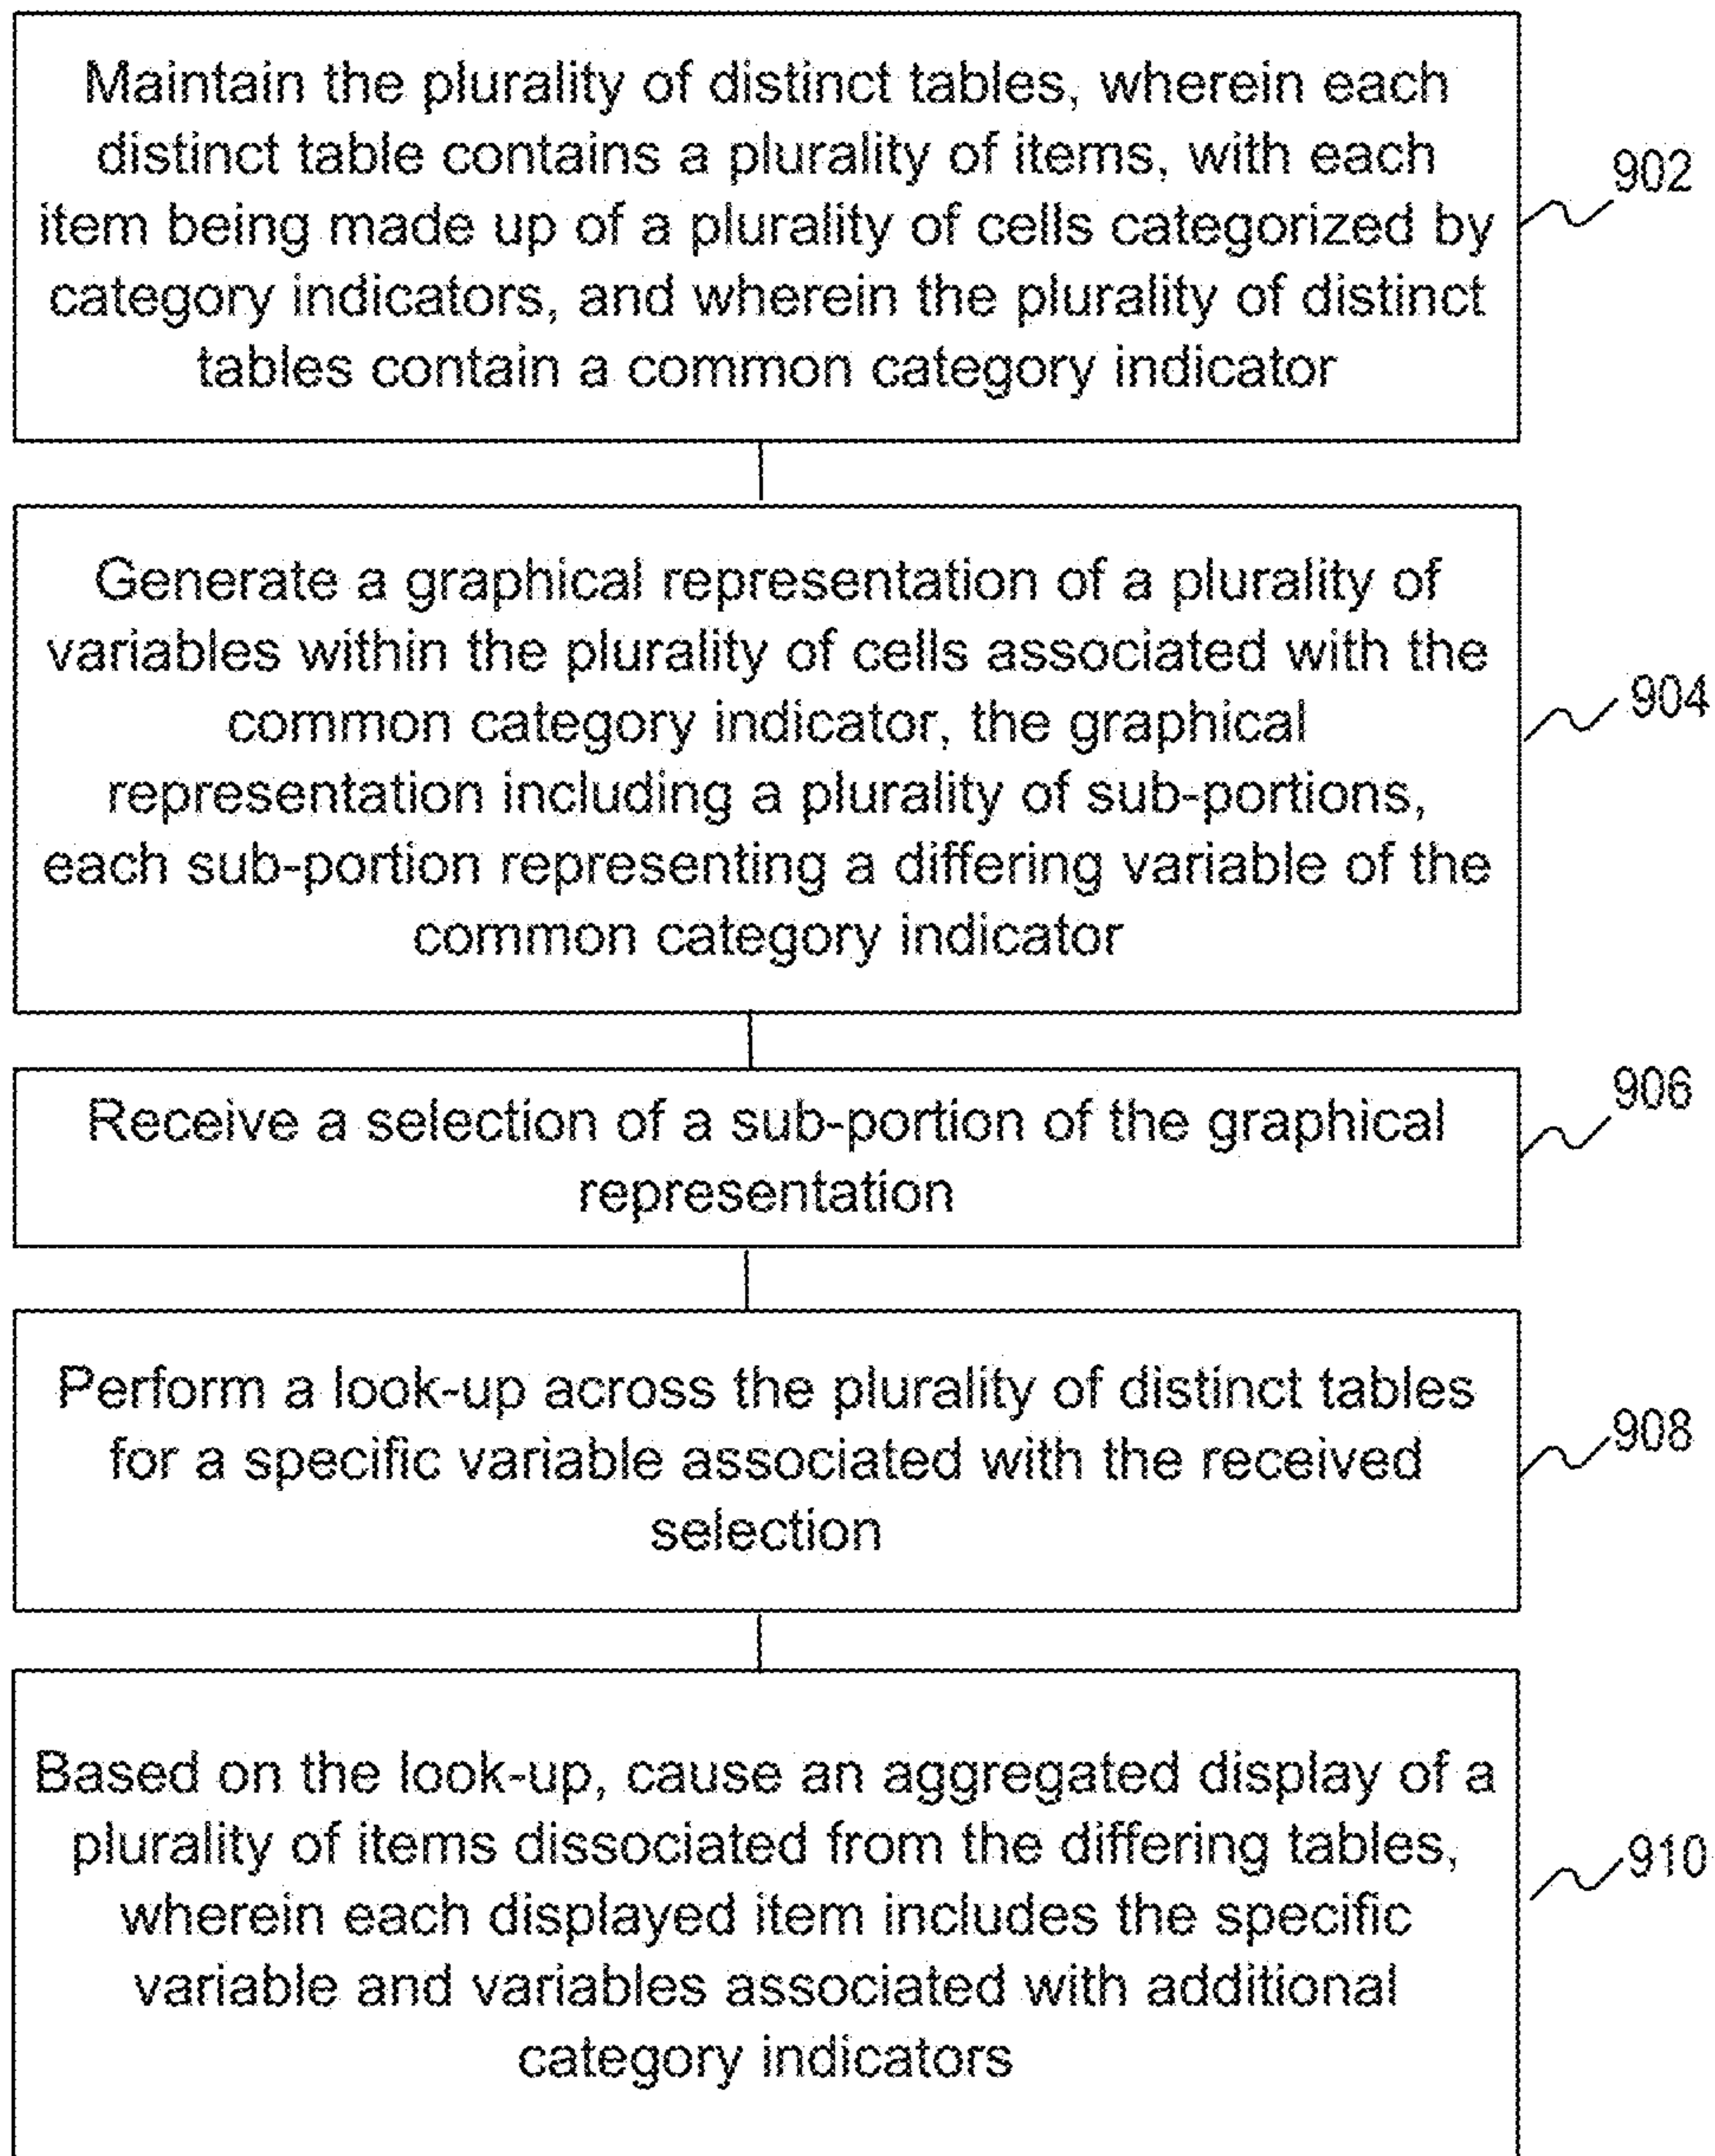 Maintain the plurality of distinct tables, wherein each
distinct table contains a plurality of items, with each
item being made up of a plurality of cells categorized by
category indicators, and wherein the plurality of distinct
tables contain a common category indicator
902
Generate a graphical representation of a plurality of
variables within the plurality of cells associated with the
common category indicator, the graphical
representation including a plurality of sub-portions,
each sub-portion representing a differing variable of the
common category indicator
904
Receive a selection of a sub-portion of the graphical
representation
906
Perform a look-up across the plurality of distinct tables
for a specific variable associated with the received
selection
908
Based on the look-up, cause an aggregated display of a
plurality of items dissociated from the differing tables,
wherein each displayed item includes the specific
variable and variables associated with additional
category indicators
910